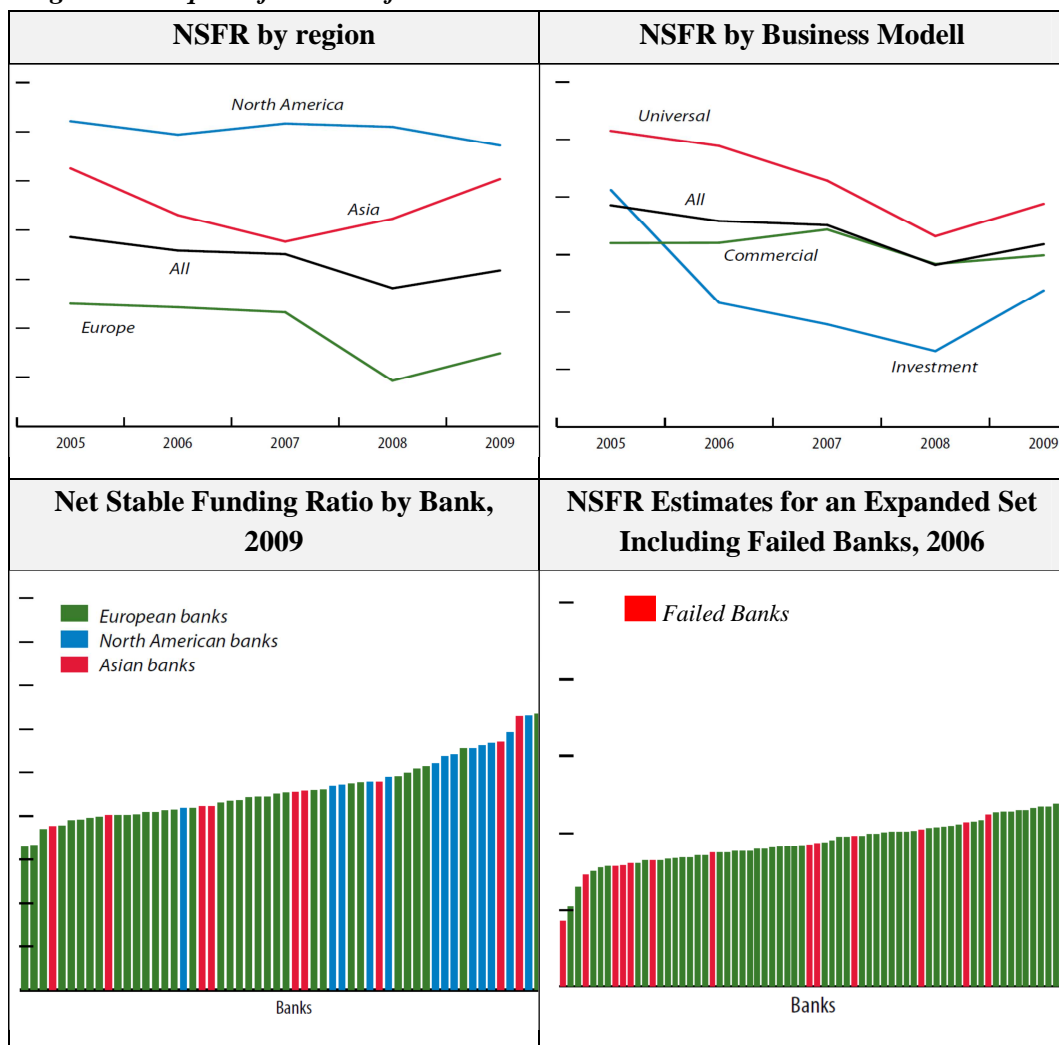 NSFR by region
North America
Asia
All
Europe
2005 2006 2007 2008 2009
NSFR by Business Modell
Universal
All
Commercial
Investment
2005 2006 2007 2008 2009
Net Stable Funding Ratio by Bank,
2009
European banks
North American banks
Asian banks
Banks
NSFR Estimates for an Expanded Set
Including Failed Banks, 2006
Failed Banks
Banks